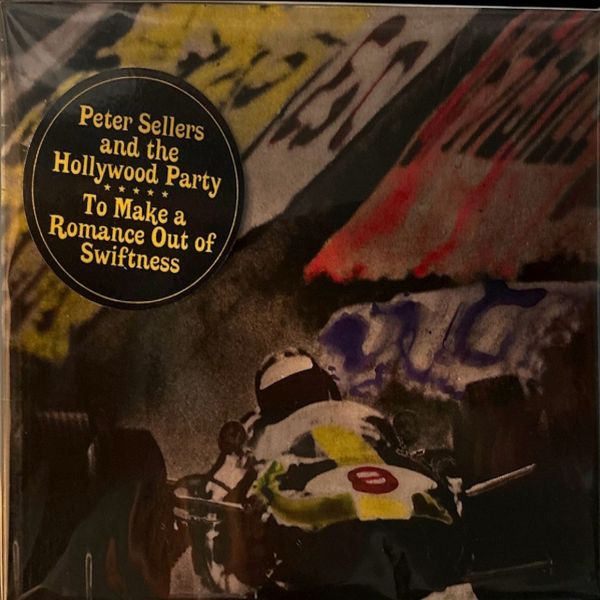 Peter Sellers
and the
Hollywood Party
To Make a
Romance Out of
Swiftness